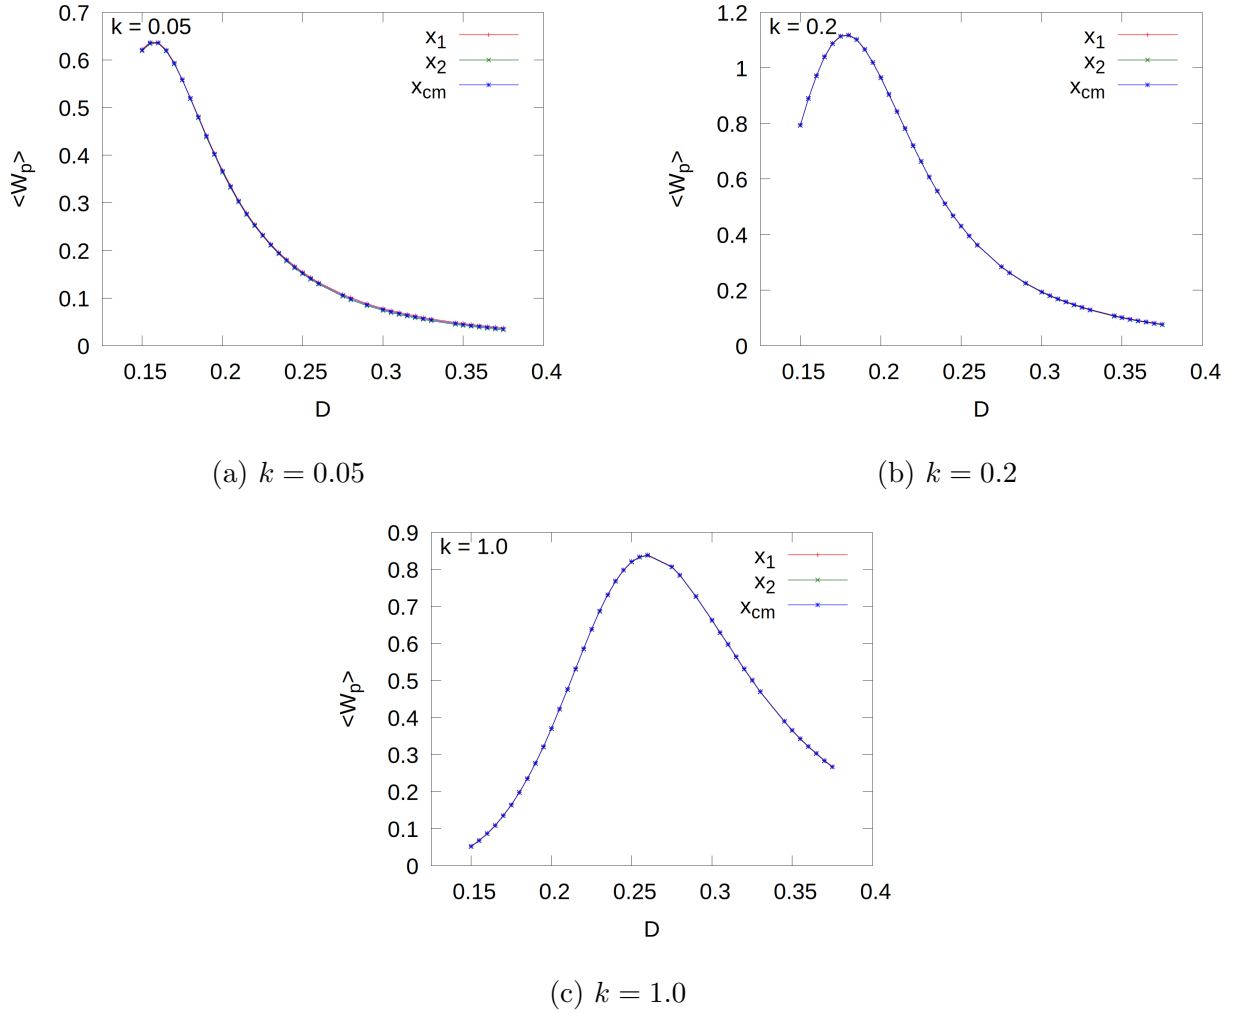 k = 0.05
x1
x2
xcm
0.7
0.6
0.5
0.4
0.3
0.2
0.1
0
<Wp>
0.15 0.2 0.25 0.3 0.35 0.4
D
(a) k = 0.05
k = 0.2
x1
x2
xcm
1.2
1
0.8
0.6
0.4
0.2
0
<Wp>
0.15 0.2 0.25 0.3 0.35 0.4
D
(b) k = 0.2
k = 1.0
x1
x2
xcm
0.9
0.8
0.7
0.6
0.5
0.4
0.3
0.2
0.1
0
<Wp>
0.15 0.2 0.25 0.3 0.35 0.4
D
(c) k = 1.0